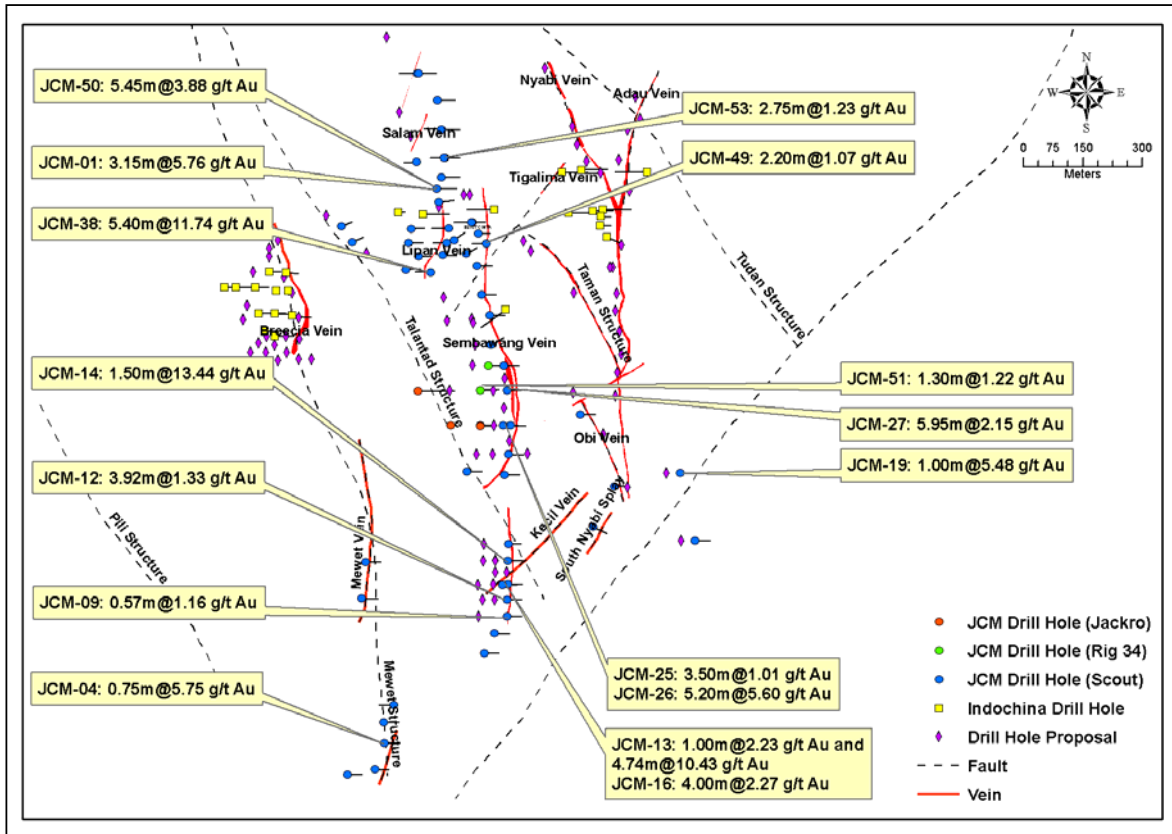 JCM-50: 5.45m@3.88 g/t Au
JCM-01: 3.15m@5.76 g/t Au
JCM-38: 5.40m@11.74 g/t Au
JCM-14: 1.50m@13.44 g/t Au
JCM-12: 3.92m@1.33 g/t Au
JCM-09: 0.57m@1.16 g/t Au
JCM-04: 0.75m@5.75 g/t Au
Nyabi Vein
Adau Vein
Salam Vein
JCM-53: 2.75m@1.23 g/t Au
JCM-49: 2.20m@1.07 g/t Au
Tigalima Vein
Lipan Vein
Tudan Structure
Taman Structure
Breccia Vein
Talantad Structure
Sembawang Vein
JCM-51: 1.30m@1.22 g/t Au
JCM-27: 5.95m@2.15 g/t Au
JCM-19: 1.00m@5.48 g/t Au
Obi Vein
Kecil Vein
South Nyabi Splay
Pill Structure
Mewet Vein
Mewet Structure
JCM-25: 3.50m@1.01 g/t Au
JCM-26: 5.20m@5.60 g/t Au
JCM-13: 1.00m@2.23 g/t Au and
4.74m@10.43 g/t Au
JCM-16: 4.00m@2.27 g/t Au
N
W E
S
0 75 150 300
Meters
JCM Drill Hole (Jackro)
JCM Drill Hole (Rig 34)
JCM Drill Hole (Scout)
Indochina Drill Hole
Drill Hole Proposal
Fault
Vein